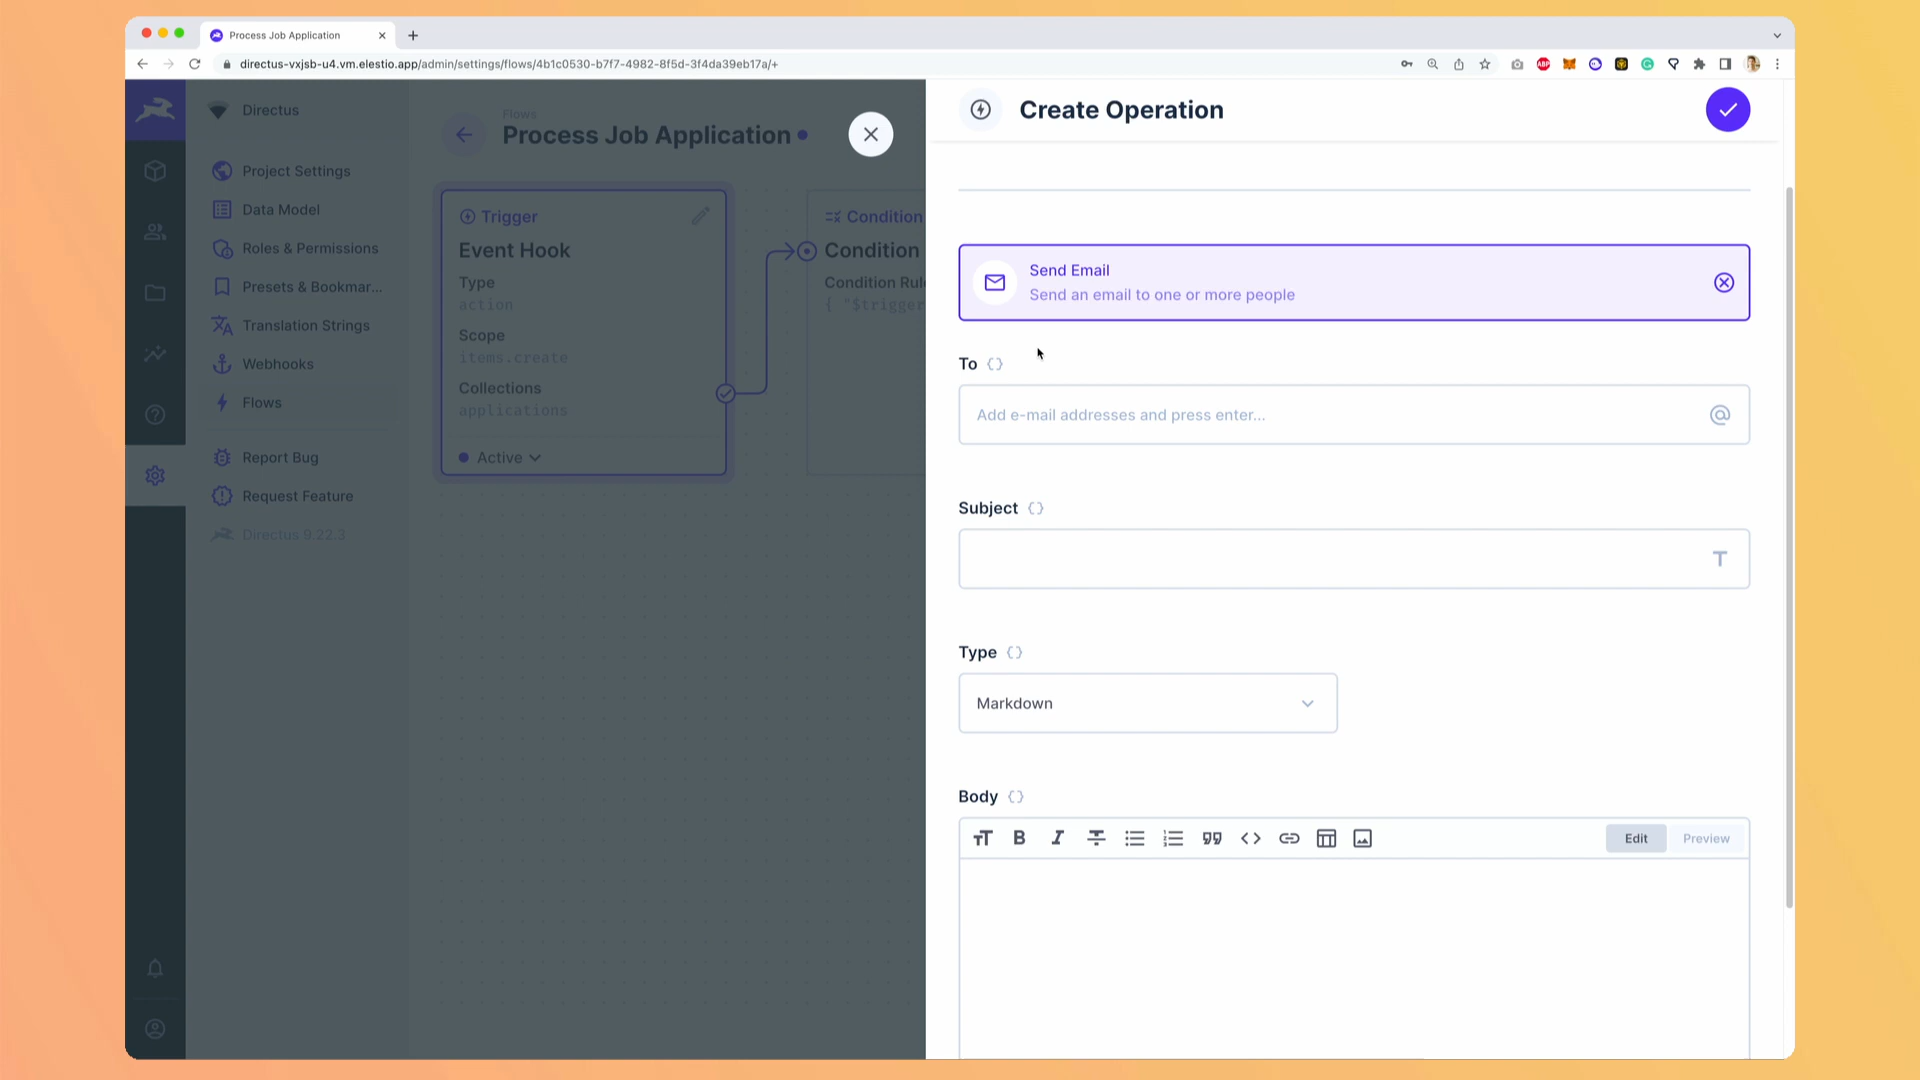 Process Job Application
directus-vxjsb-u4.vm.elestio.app/admin/settings/flows/4b1c0530-b7f7-4982-8f5d-3f4da39eb17a/+
ABP
Directus
Project Settings
Data Model
Roles & Permissions
Presets & Bookmar...
Translation Strings
Webhooks
Flows
Report Bug
Request Feature
Directus 9.22.3
Flows
Process Job Application
Trigger
Event Hook
Type
action
Scope
items.create
Collections
applications
Active
Condition
Condition
Condition Rul
{ "$trigger
Create Operation
Send Email
Send an email to one or more people
To {}
Add e-mail addresses and press enter...
Subject {}
Type {}
Markdown
Body {}
Edit
Preview